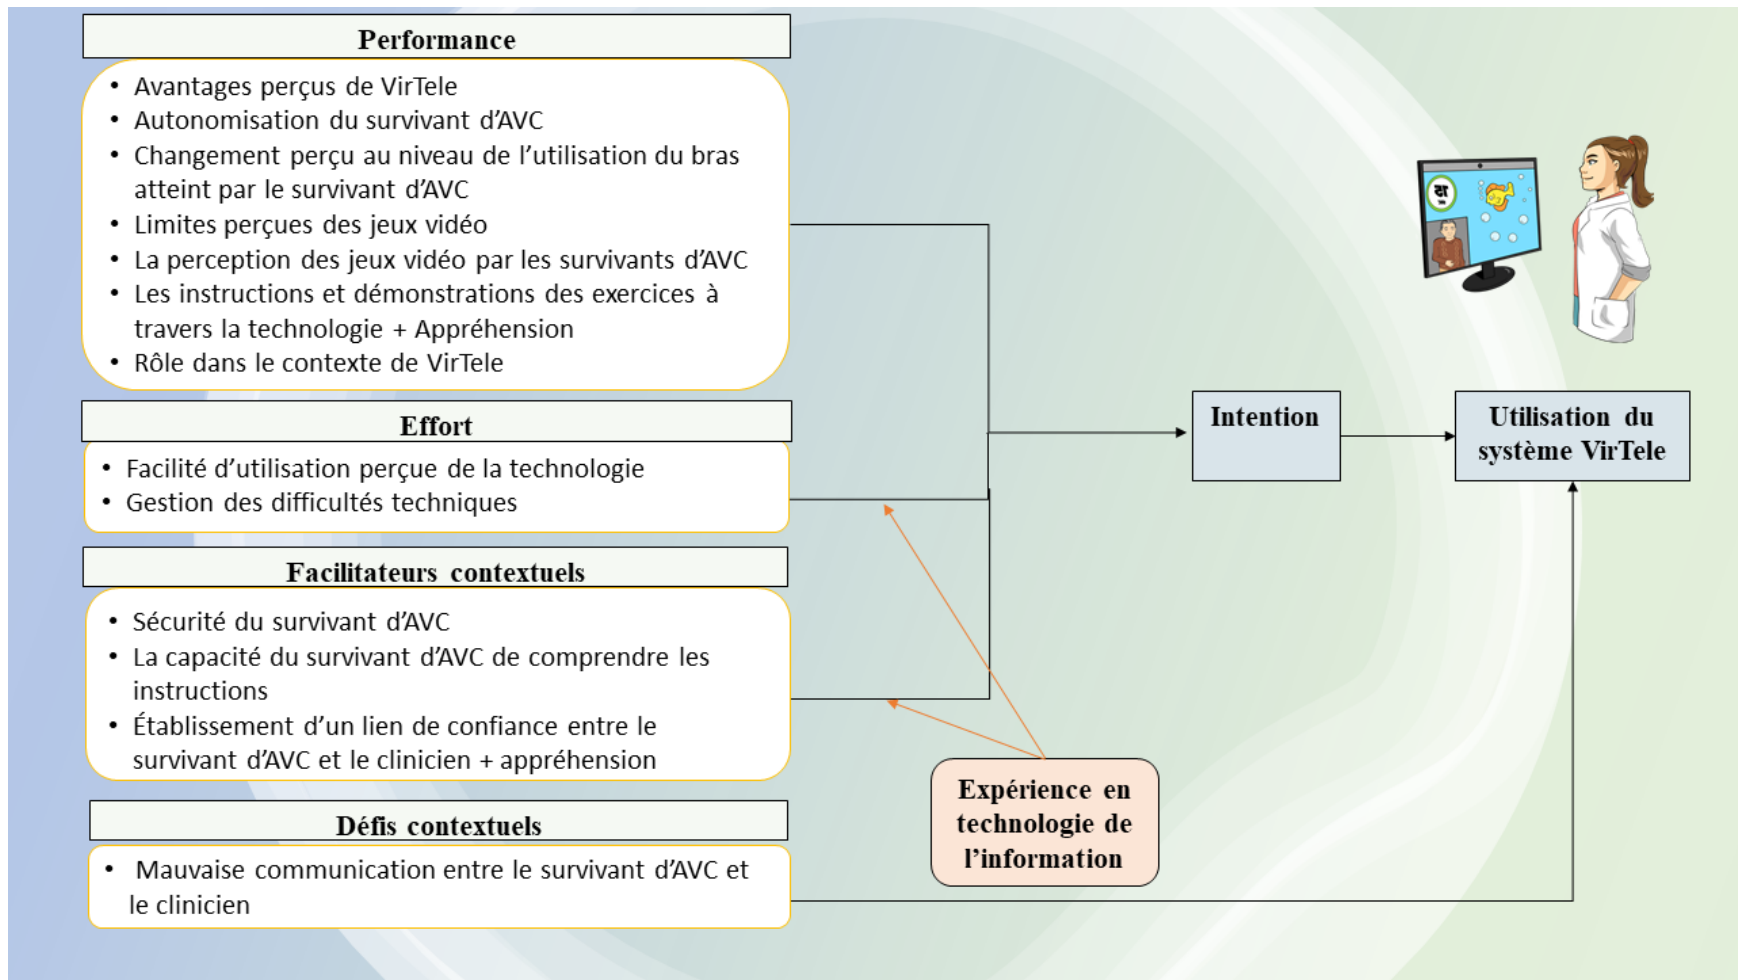 Performance
• Avantages perçus de VirTele
• Autonomisation du survivant d’AVC
• Changement perçu au niveau de l’utilisation du bras
atteint par le survivant d’AVC
• Limites perçues des jeux vidéo
• La perception des jeux vidéo par les survivants d’AVC
• Les instructions et démonstrations des exercices à
travers la technologie + Appréhension
• Rôle dans le contexte de VirTele
Effort
• Facilité d’utilisation perçue de la technologie
• Gestion des difficultés techniques
Facilitateurs contextuels
• Sécurité du survivant d’AVC
• La capacité du survivant d’AVC de comprendre les
instructions
• Établissement d’un lien de confiance entre le
survivant d’AVC et le clinicien + appréhension
Défis contextuels
• Mauvaise communication entre le survivant d’AVC et
le clinicien
Expérience en
technologie de
l’information
Intention
Utilisation du
système VirTele